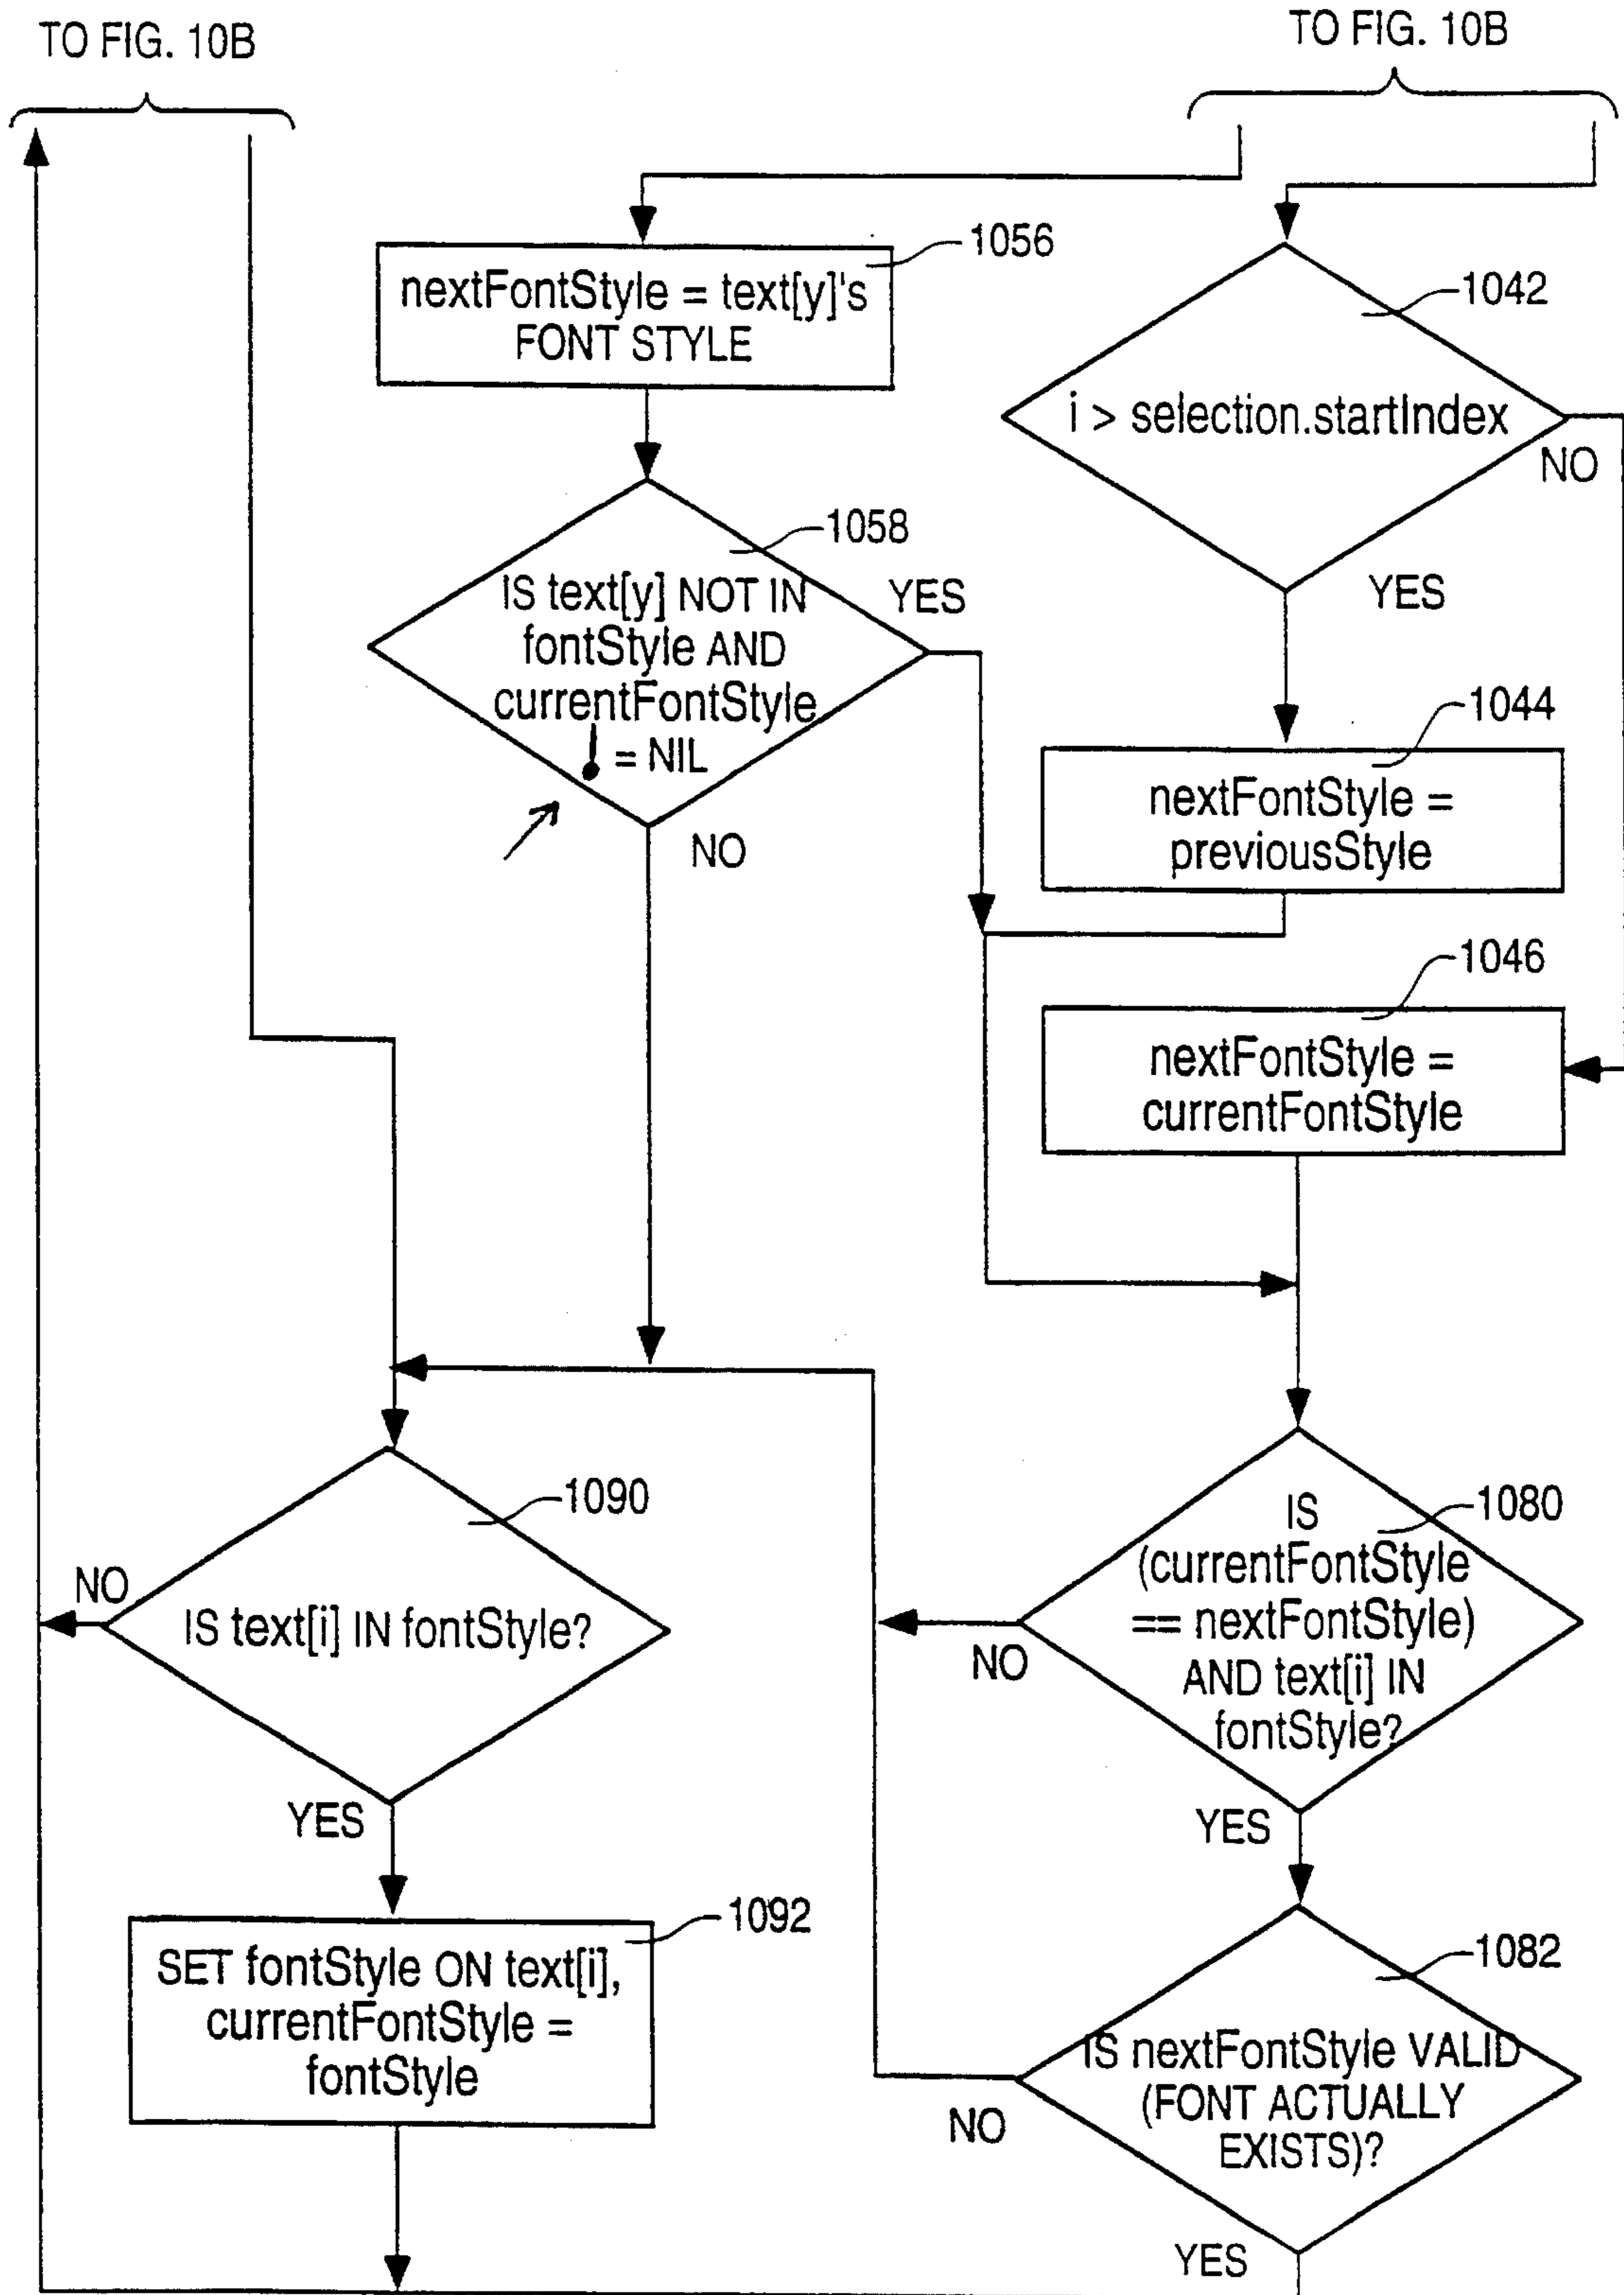 TO FIG. 10B
TO FIG. 10B
1056
nextFontStyle = text[y]'s
FONT STYLE
1042
i > selection.startIndex
NO
YES
1058
IS text[y] NOT IN
fontStyle AND
currentFontStyle
! = NIL
YES
NO
1044
nextFontStyle =
previousStyle
1046
nextFontStyle =
currentFontStyle
1090
IS text[i] IN fontStyle?
NO
YES
1080
IS
(currentFontStyle
== nextFontStyle)
AND text[i] IN
fontStyle?
NO
YES
1092
SET fontStyle ON text[i],
currentFontStyle =
fontStyle
1082
IS nextFontStyle VALID
(FONT ACTUALLY
EXISTS)?
NO
YES